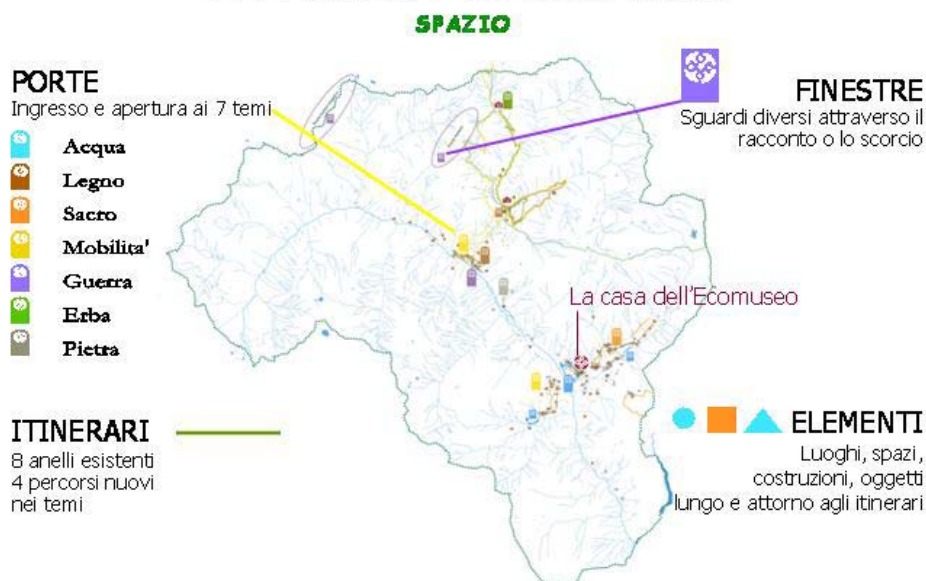 SPAZIO
PORTE
Ingresso e apertura ai 7 temi
Acqua
Legno
Sacro
Mobilita'
Guerra
Erba
Pietra
FINESTRE
Sguardi diversi attraverso il
racconto o lo scorcio
La casa dell'Ecomuseo
ITINERARI
8 anelli esistenti
4 percorsi nuovi
nei temi
ELEMENTI
Luoghi, spazi,
costruzioni, oggetti
lungo e attorno agli itinerari